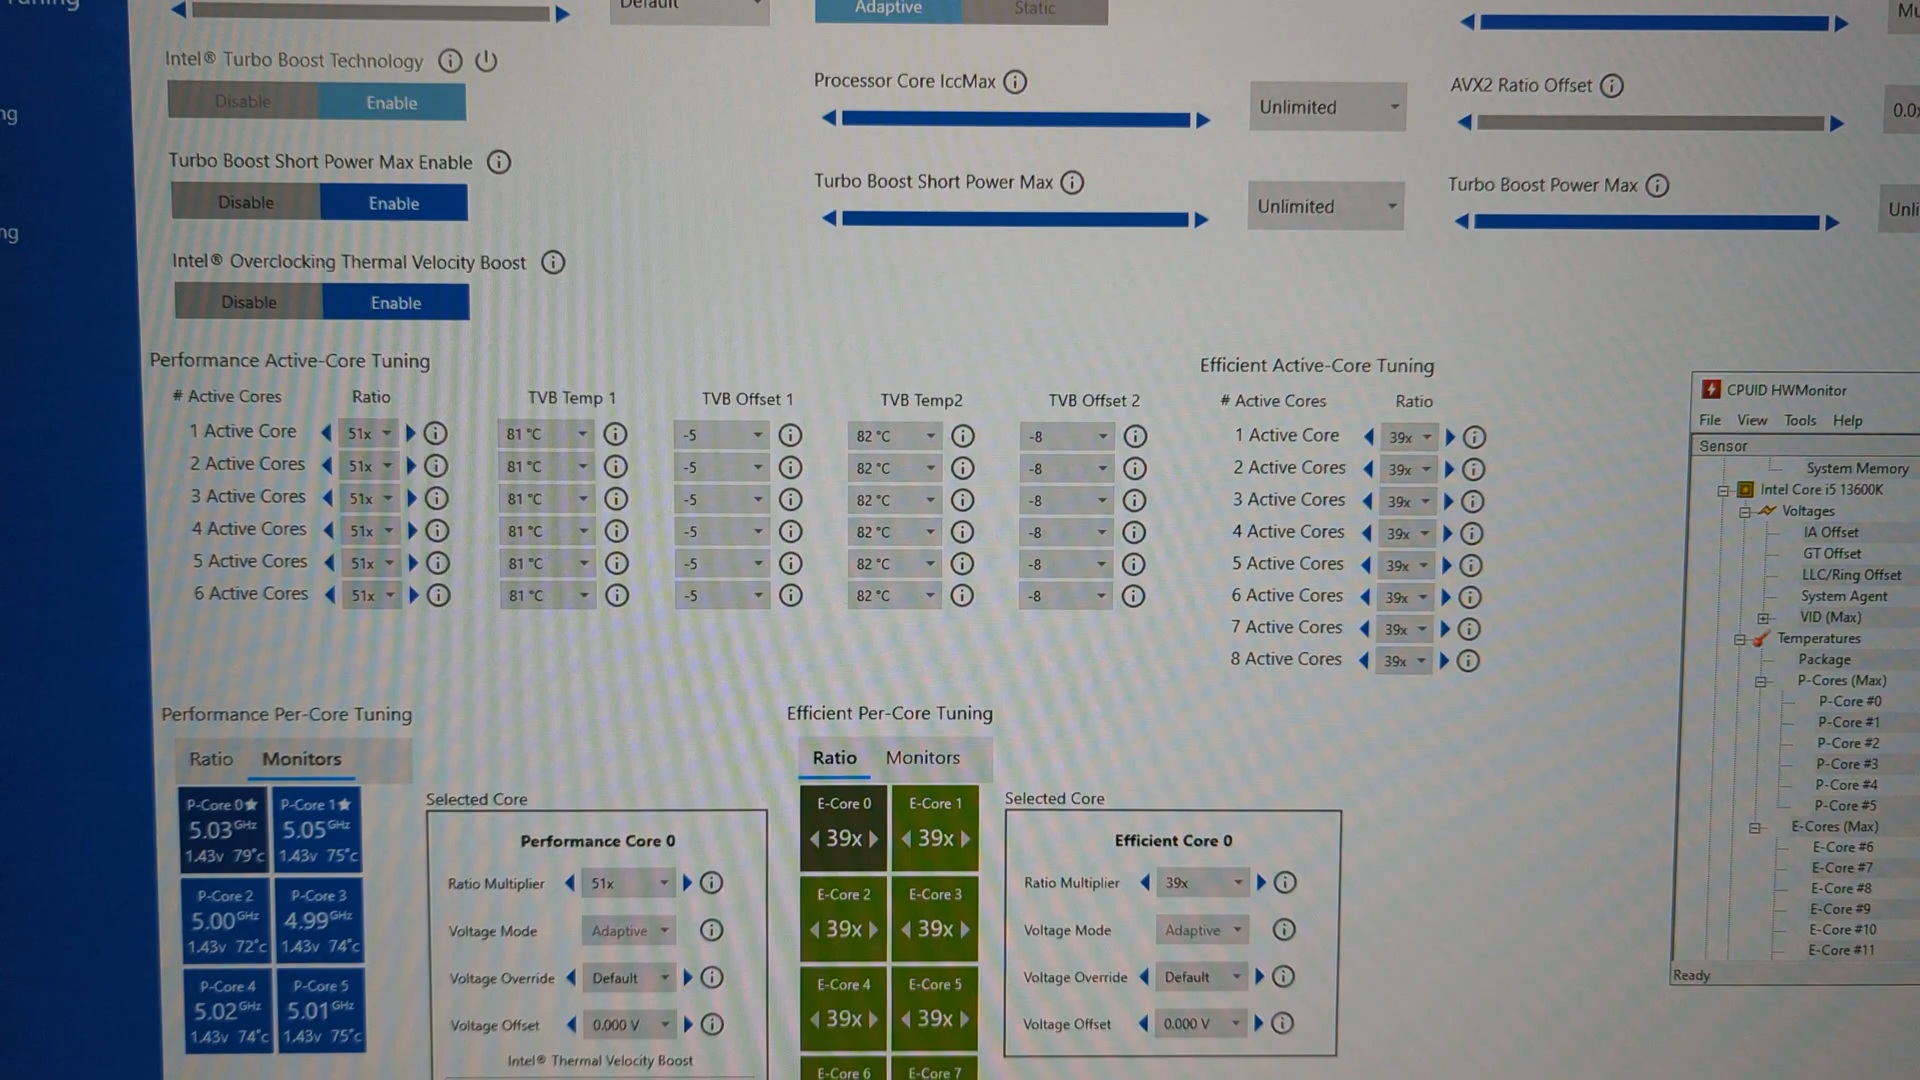 Default
Adaptive Static
Intel® Turbo Boost Technology
Disable Enable
Processor Core IccMax
Unlimited
AVX2 Ratio Offset
0.0x
Turbo Boost Short Power Max Enable
Disable Enable
Turbo Boost Short Power Max
Unlimited
Turbo Boost Power Max
Unli
Intel® Overclocking Thermal Velocity Boost
Disable Enable
Performance Active-Core Tuning
# Active Cores Ratio TVB Temp 1 TVB Offset 1 TVB Temp2 TVB Offset 2
1 Active Core 51x 81 °C -5 82 °C -8
2 Active Cores 51x 81 °C -5 82 °C -8
3 Active Cores 51x 81 °C -5 82 °C -8
4 Active Cores 51x 81 °C -5 82 °C -8
5 Active Cores 51x 81 °C -5 82 °C -8
6 Active Cores 51x 81 °C -5 82 °C -8
Efficient Active-Core Tuning
# Active Cores Ratio
1 Active Core 39x
2 Active Cores 39x
3 Active Cores 39x
4 Active Cores 39x
5 Active Cores 39x
6 Active Cores 39x
7 Active Cores 39x
8 Active Cores 39x
CPUID HWMonitor
File View Tools Help
Sensor
System Memory
Intel Core i5 13600K
Voltages
IA Offset
GT Offset
LLC/Ring Offset
System Agent
VID (Max)
Temperatures
Package
P-Cores (Max)
P-Core #0
P-Core #1
P-Core #2
P-Core #3
P-Core #4
P-Core #5
E-Cores (Max)
E-Core #6
E-Core #7
E-Core #8
E-Core #9
E-Core #10
E-Core #11
Ready
Performance Per-Core Tuning
Ratio Monitors
P-Core 0★ P-Core 1★
5.03GHz 5.05GHz
1.43v 79°c 1.43v 75°c
P-Core 2 P-Core 3
5.00GHz 4.99GHz
1.43v 72°c 1.43v 74°c
P-Core 4 P-Core 5
5.02GHz 5.01GHz
1.43v 74°c 1.43v 75°c
Selected Core
Performance Core 0
Ratio Multiplier 51x
Voltage Mode Adaptive
Voltage Override Default
Voltage Offset 0.000 V
Intel® Thermal Velocity Boost
Efficient Per-Core Tuning
Ratio Monitors
E-Core 0 E-Core 1
39x 39x
E-Core 2 E-Core 3
39x 39x
E-Core 4 E-Core 5
39x 39x
E-Core 6 E-Core 7
Selected Core
Efficient Core 0
Ratio Multiplier 39x
Voltage Mode Adaptive
Voltage Override Default
Voltage Offset 0.000 V